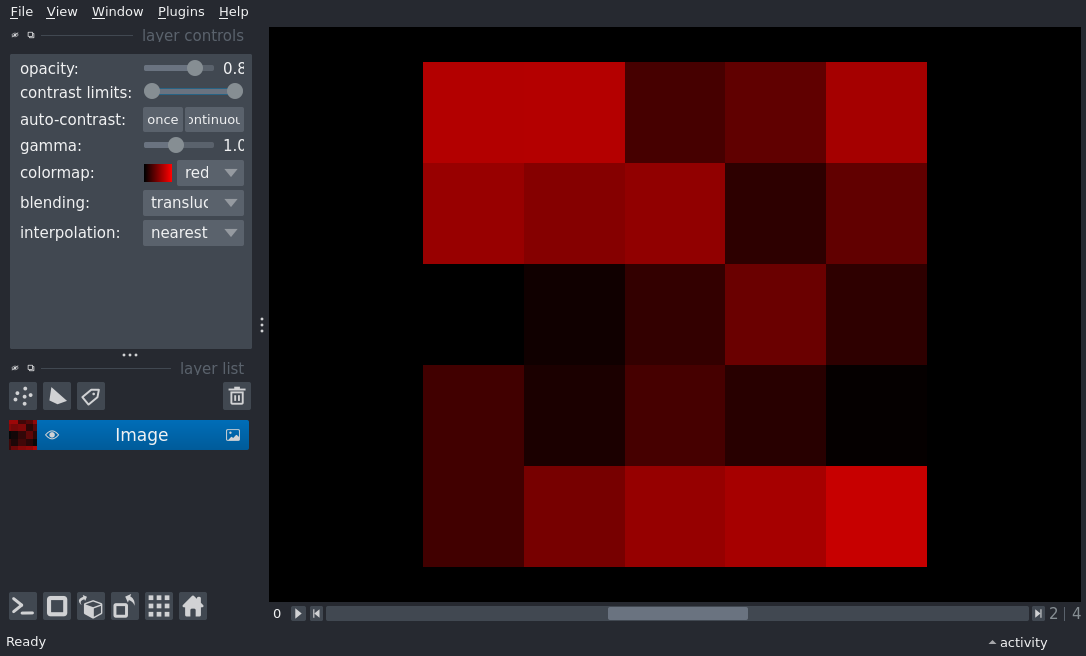 File View Window Plugins Help
layer controls
opacity: 0.8
contrast limits:
auto-contrast: once ontinuou
gamma: 1.0
colormap: red
blending: transluc
interpolation: nearest
layer list
Image
0 2 | 4
Ready activity